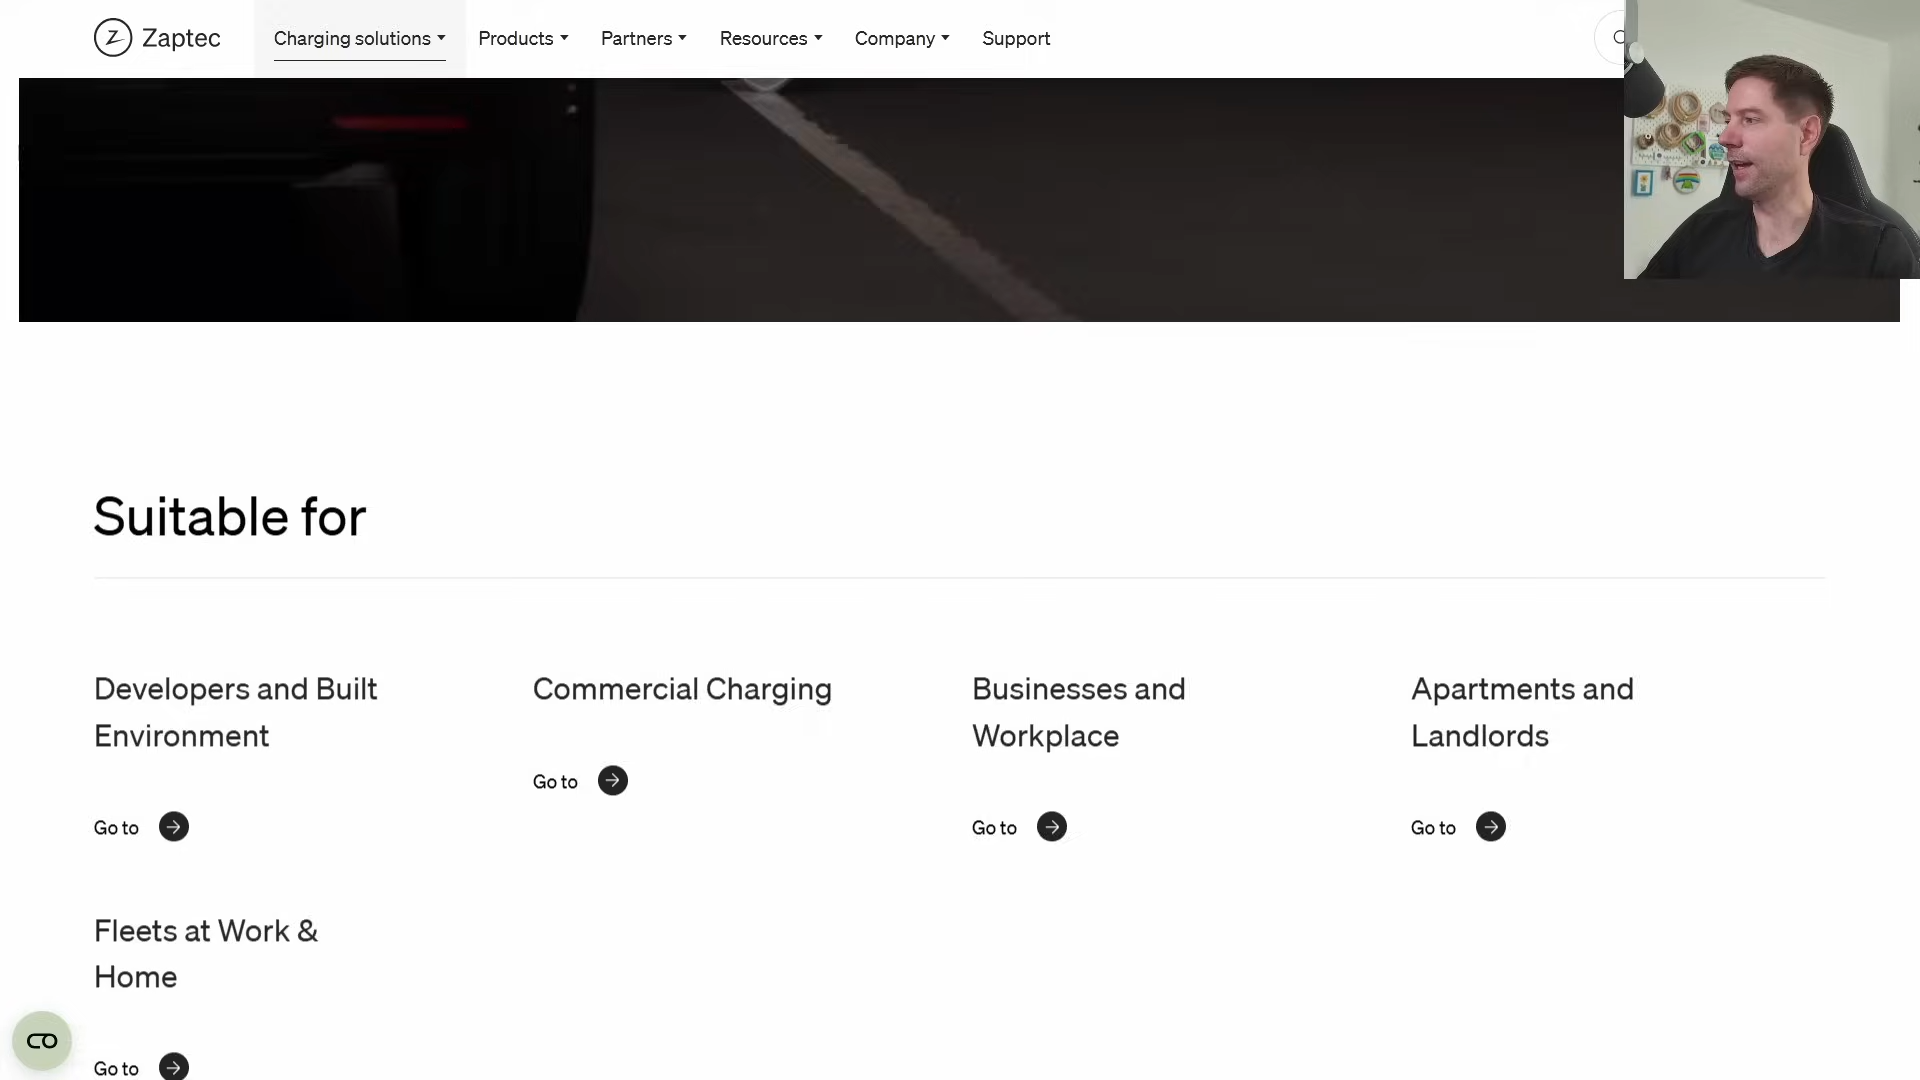 Zaptec
Charging solutions
Products
Partners
Resources
Company
Support
Suitable for
Developers and Built
Environment
Go to
Commercial Charging
Go to
Businesses and
Workplace
Go to
Apartments and
Landlords
Go to
Fleets at Work &
Home
Go to